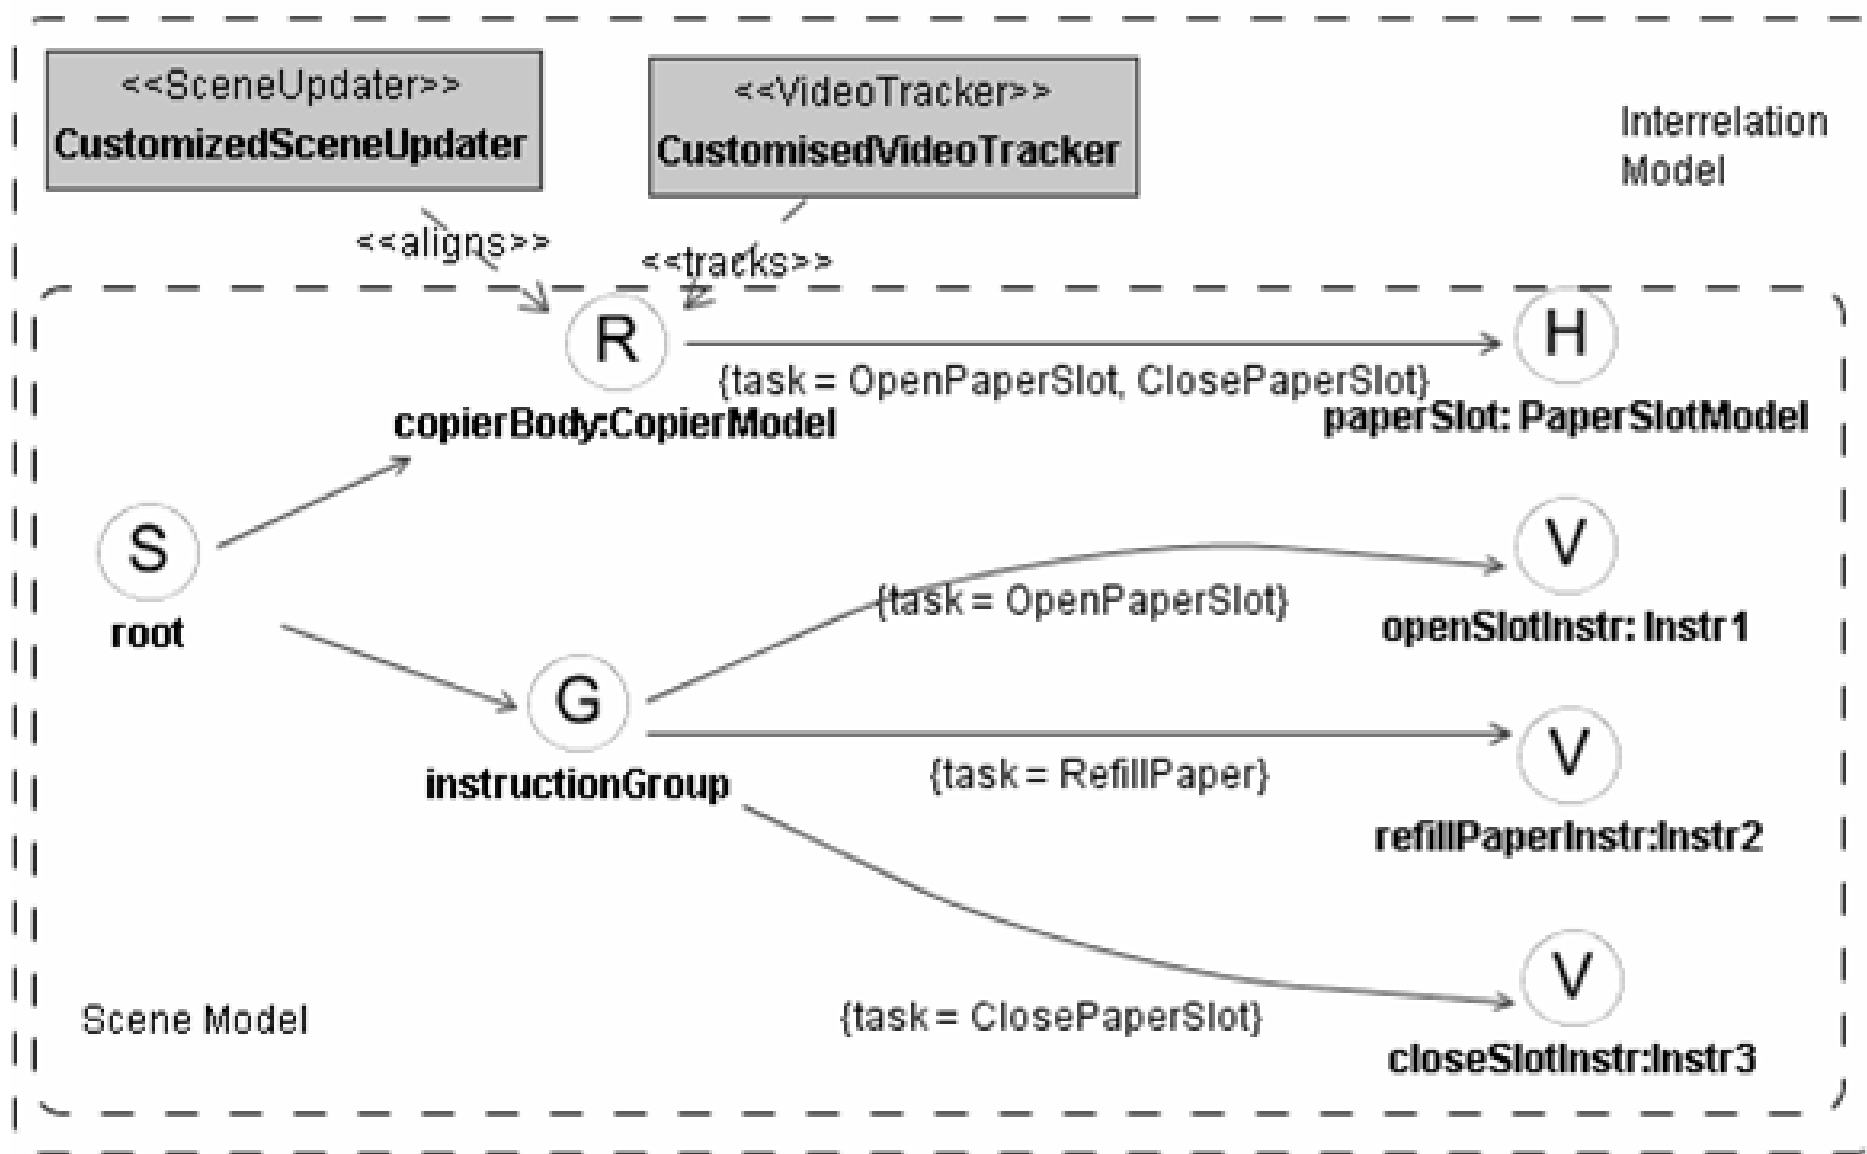 <<SceneUpdater>>
CustomizedSceneUpdater
<<VideoTracker>>
CustomisedVideoTracker
Interrelation
Model
<<aligns>>
<<tracks>>
R
H
{task = OpenPaperSlot, ClosePaperSlot}
copierBody:CopierModel
paperSlot: PaperSlotModel
S
root
V
{task = OpenPaperSlot}
openSlotInstr: Instr1
G
instructionGroup
V
{task = RefillPaper}
refillPaperInstr:Instr2
V
{task = ClosePaperSlot}
closeSlotInstr:Instr3
Scene Model